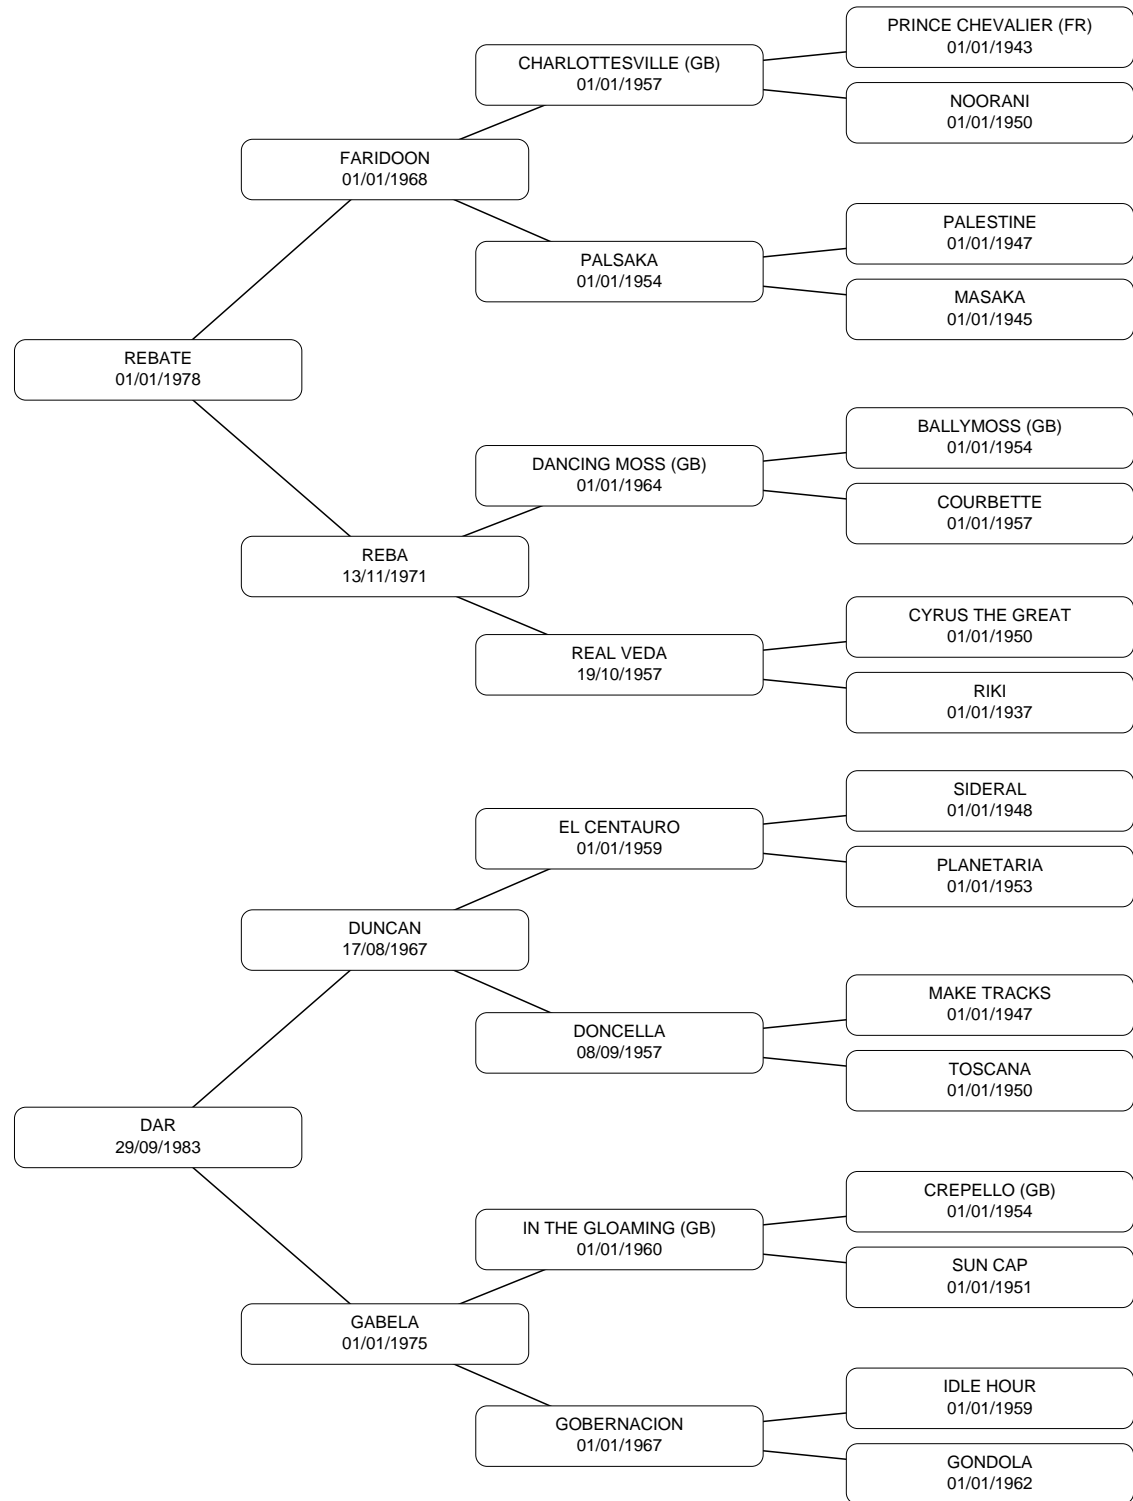 PRINCE CHEVALIER (FR)
01/01/1943
CHARLOTTESVILLE (GB)
01/01/1957
NOORANI
01/01/1950
FARIDOON
01/01/1968
PALESTINE
01/01/1947
PALSAKA
01/01/1954
MASAKA
01/01/1945
REBATE
01/01/1978
BALLYMOSS (GB)
01/01/1954
DANCING MOSS (GB)
01/01/1964
COURBETTE
01/01/1957
REBA
13/11/1971
CYRUS THE GREAT
01/01/1950
REAL VEDA
19/10/1957
RIKI
01/01/1937
SIDERAL
01/01/1948
EL CENTAURO
01/01/1959
PLANETARIA
01/01/1953
DUNCAN
17/08/1967
MAKE TRACKS
01/01/1947
DONCELLA
08/09/1957
TOSCANA
01/01/1950
DAR
29/09/1983
CREPELLO (GB)
01/01/1954
IN THE GLOAMING (GB)
01/01/1960
SUN CAP
01/01/1951
GABELA
01/01/1975
IDLE HOUR
01/01/1959
GOBERNACION
01/01/1967
GONDOLA
01/01/1962